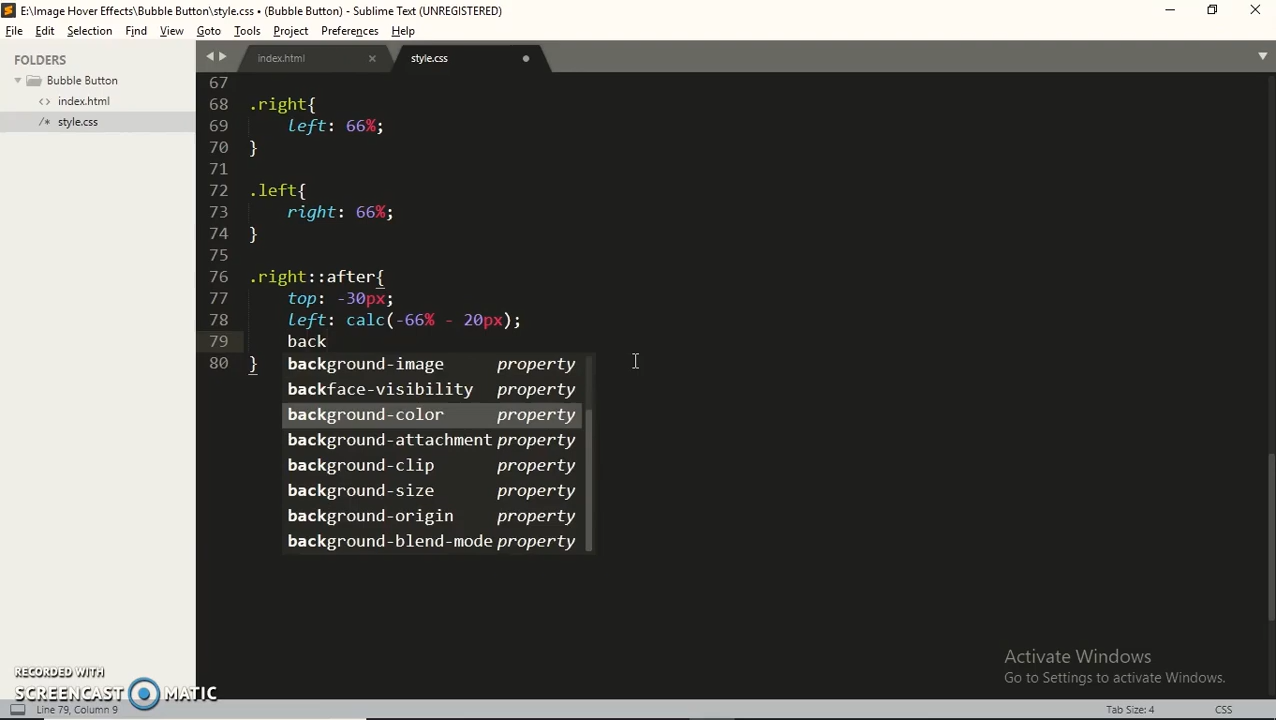 E:\Image Hover Effects\Bubble Button\style.css • (Bubble Button) - Sublime Text (UNREGISTERED)
File Edit Selection Find View Goto Tools Project Preferences Help
FOLDERS
Bubble Button
<> index.html
/* style.css
index.html
style.css
67
68 .right{
69 left: 66%;
70 }
71
72 .left{
73 right: 66%;
74 }
75
76 .right::after{
77 top: -30px;
78 left: calc(-66% - 20px);
79 back
80 }
background-image property
backface-visibility property
background-color property
background-attachment property
background-clip property
background-size property
background-origin property
background-blend-mode property
Activate Windows
Go to Settings to activate Windows.
RECORDED WITH
SCREENCAST MATIC
Line 79, Column 9
Tab Size: 4
CSS